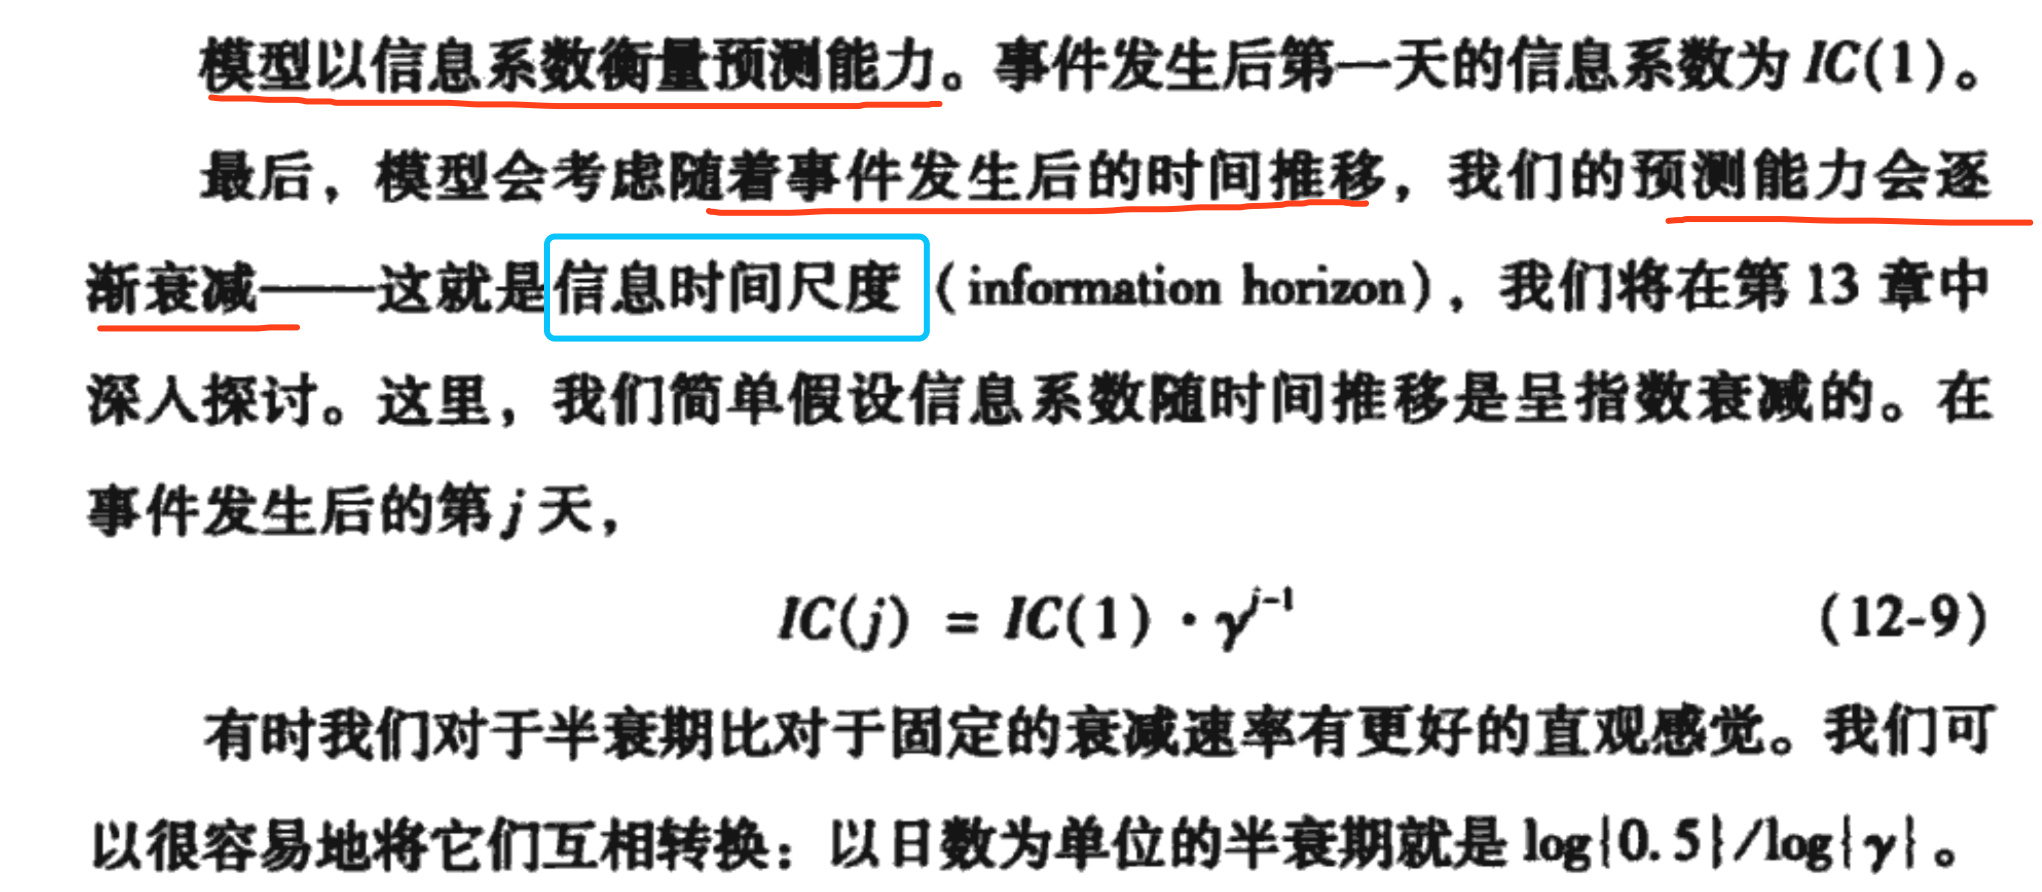 模型以信息系数衡量预测能力。事件发生后第一天的信息系数为 IC(1)。
最后，模型会考虑随着事件发生后的时间推移，我们的预测能力会逐
渐衰减——这就是信息时间尺度（information horizon），我们将在第 13 章中
深入探讨。这里，我们简单假设信息系数随时间推移是呈指数衰减的。在
事件发生后的第 j 天，
IC(j) = IC(1) · γ^{j-1} (12-9)
有时我们对于半衰期比对于固定的衰减速率有更好的直观感觉。我们可
以很容易地将它们互相转换：以日数为单位的半衰期就是 log{0.5}/log{γ}。